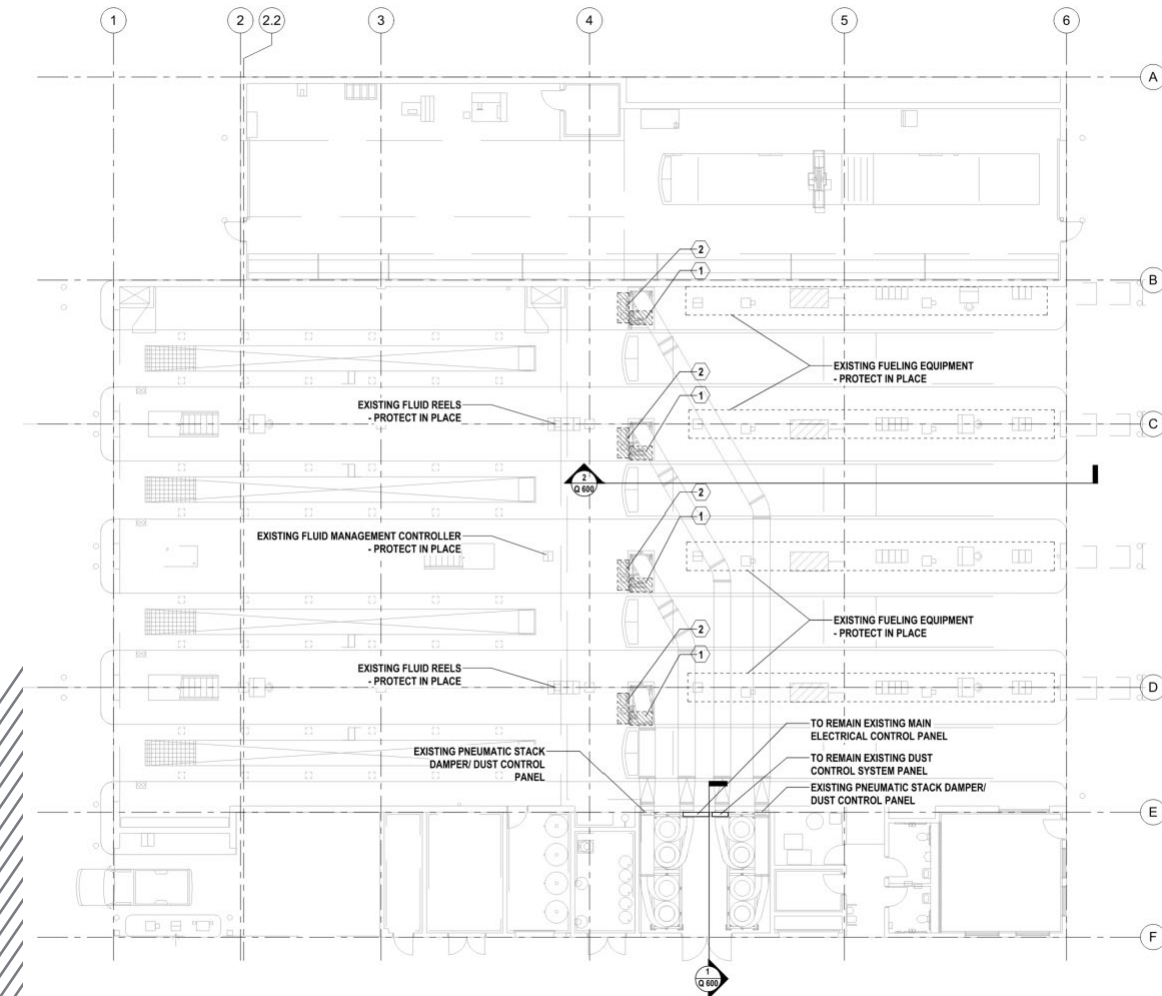 1
2
2.2
3
4
5
6
A
2
1
B
EXISTING FUELING EQUIPMENT
- PROTECT IN PLACE
2
1
EXISTING FLUID REELS
- PROTECT IN PLACE
C
2
Q 600
2
1
EXISTING FLUID MANAGEMENT CONTROLLER
- PROTECT IN PLACE
EXISTING FUELING EQUIPMENT
- PROTECT IN PLACE
2
1
EXISTING FLUID REELS
- PROTECT IN PLACE
D
TO REMAIN EXISTING MAIN
ELECTRICAL CONTROL PANEL
EXISTING PNEUMATIC STACK
DAMPER/ DUST CONTROL
PANEL
TO REMAIN EXISTING DUST
CONTROL SYSTEM PANEL
EXISTING PNEUMATIC STACK DAMPER/
DUST CONTROL PANEL
E
F
1
Q 600